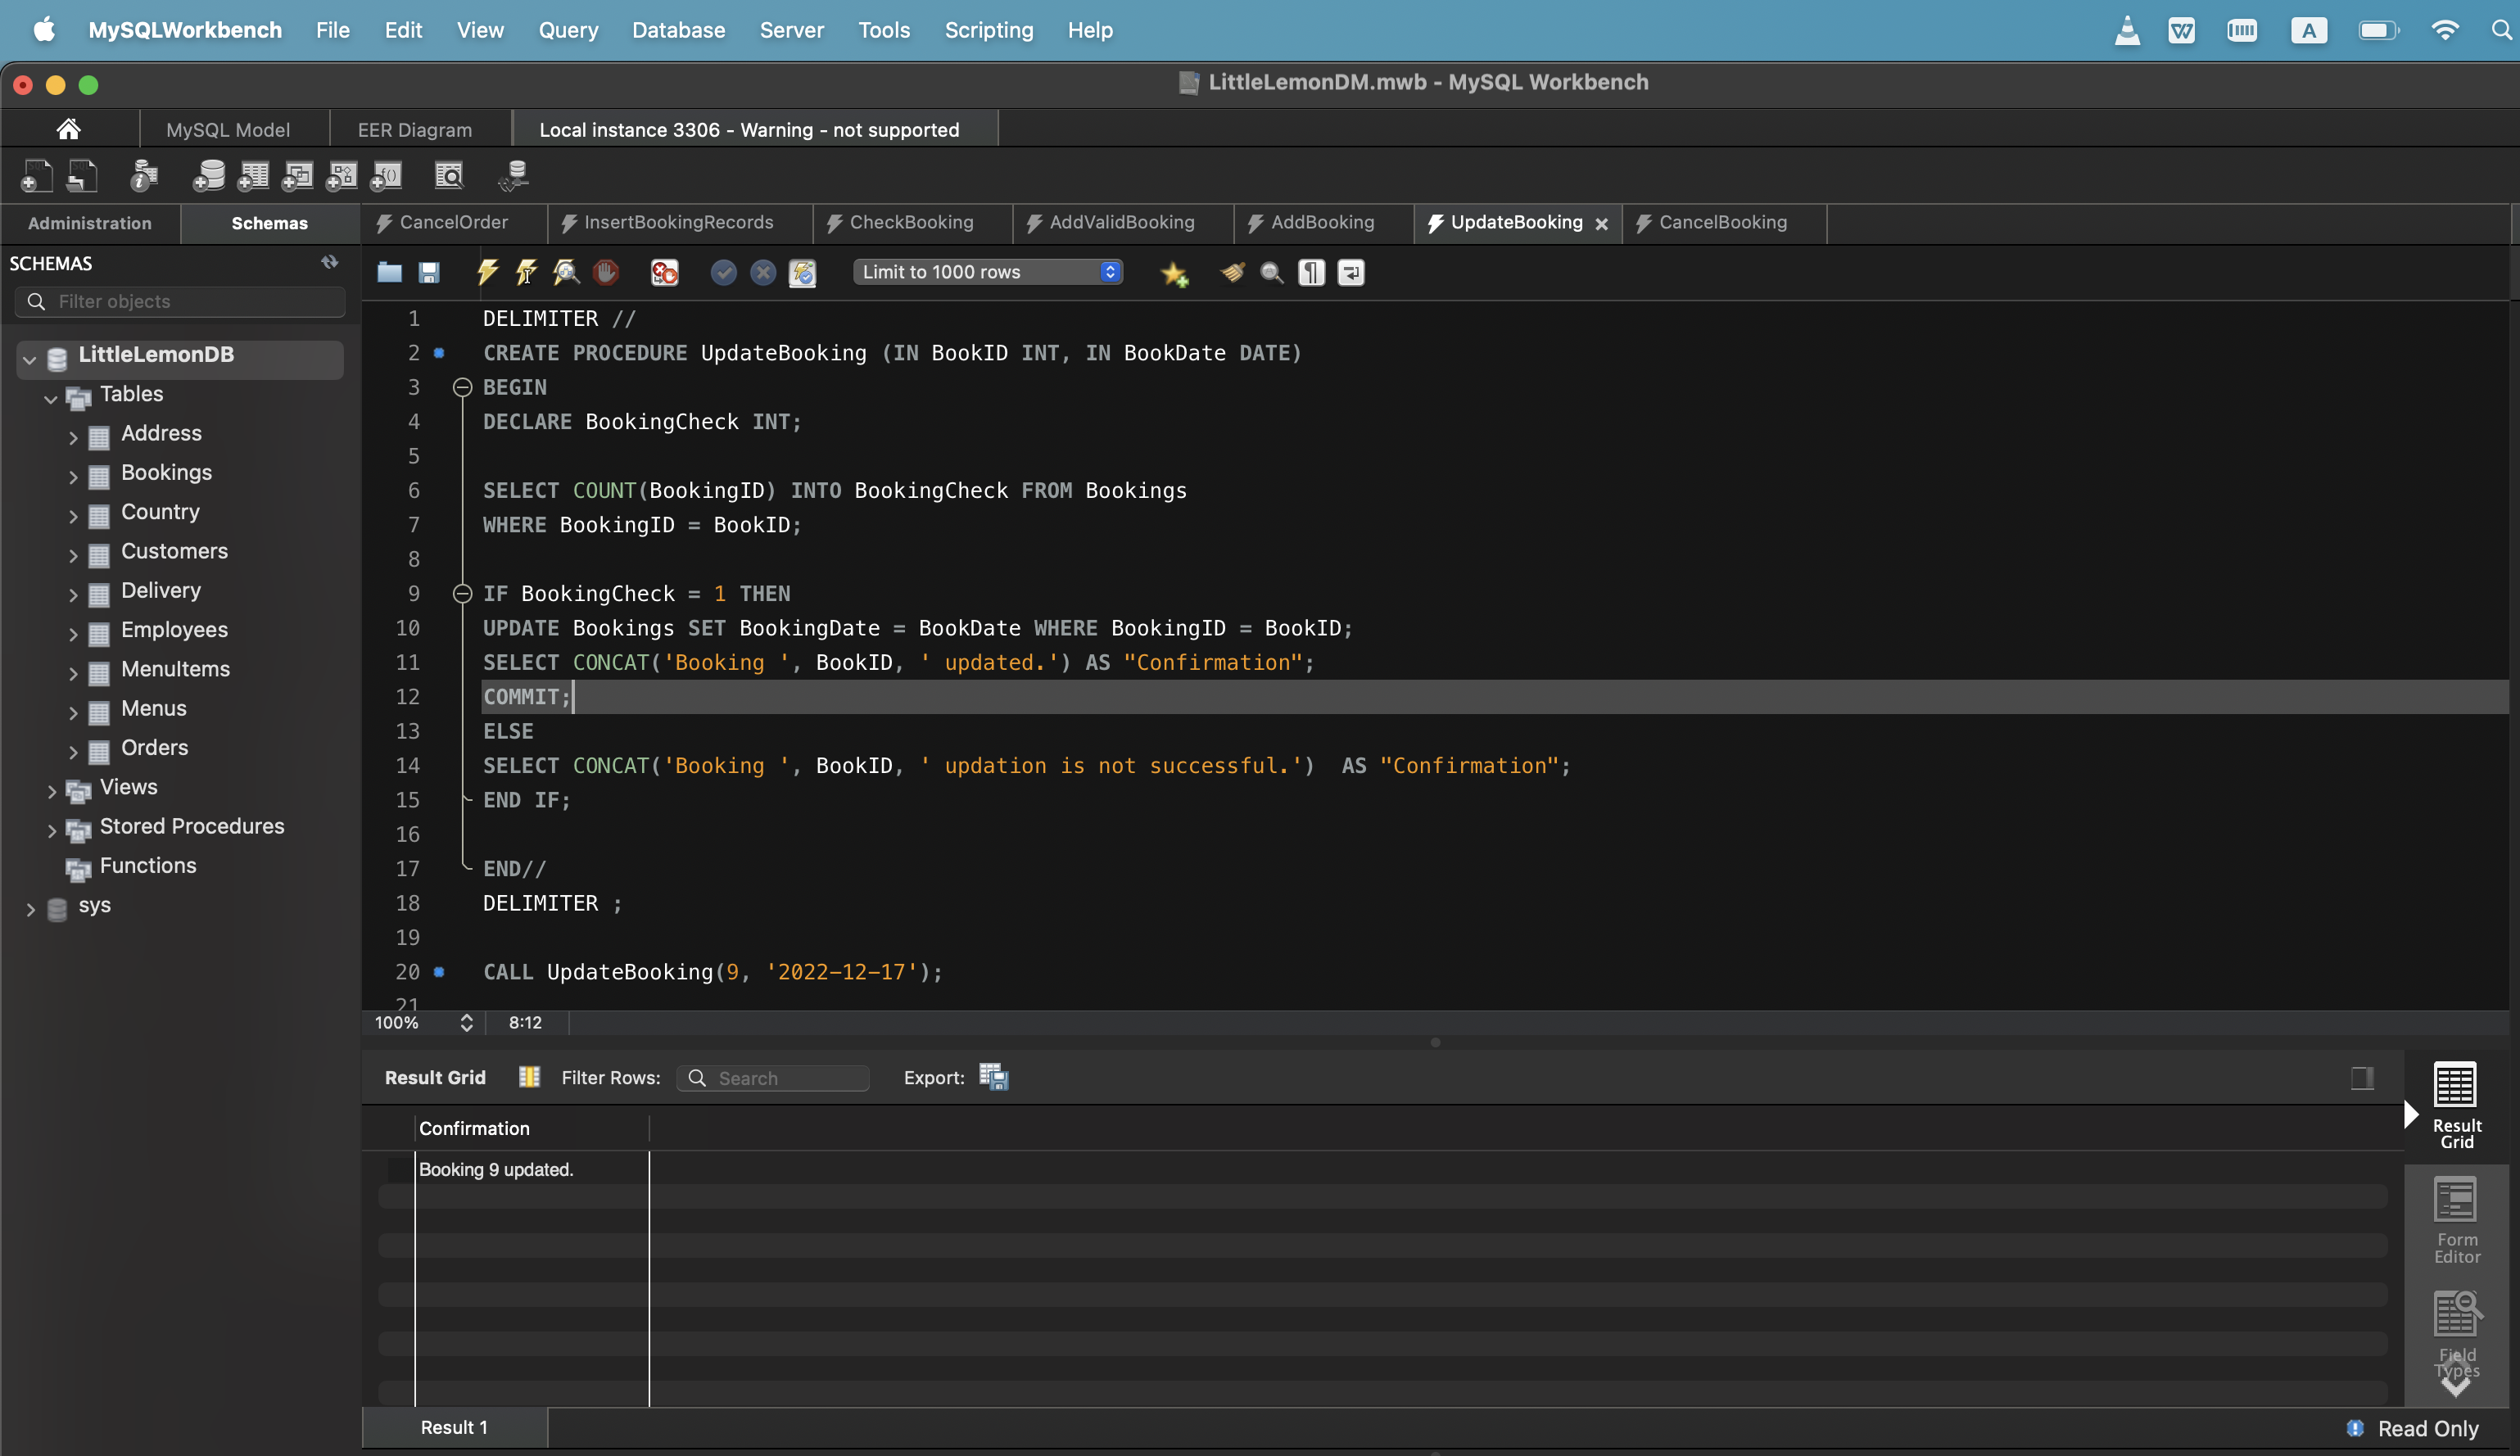 MySQLWorkbench File Edit View Query Database Server Tools Scripting Help A
LittleLemonDM.mwb - MySQL Workbench
MySQL Model EER Diagram Local instance 3306 - Warning - not supported
Administration Schemas CancelOrder InsertBookingRecords CheckBooking AddValidBooking AddBooking UpdateBooking CancelBooking
SCHEMAS
Limit to 1000 rows
Filter objects
LittleLemonDB
Tables
Address
Bookings
Country
Customers
Delivery
Employees
MenuItems
Menus
Orders
Views
Stored Procedures
Functions
sys
1 DELIMITER //
2 CREATE PROCEDURE UpdateBooking (IN BookID INT, IN BookDate DATE)
3 BEGIN
4 DECLARE BookingCheck INT;
5
6 SELECT COUNT(BookingID) INTO BookingCheck FROM Bookings
7 WHERE BookingID = BookID;
8
9 IF BookingCheck = 1 THEN
10 UPDATE Bookings SET BookingDate = BookDate WHERE BookingID = BookID;
11 SELECT CONCAT('Booking ', BookID, ' updated.') AS "Confirmation";
12 COMMIT;
13 ELSE
14 SELECT CONCAT('Booking ', BookID, ' updation is not successful.')  AS "Confirmation";
15 END IF;
16
17 END//
18 DELIMITER ;
19
20 CALL UpdateBooking(9, '2022-12-17');
21
100% 8:12
Result Grid Filter Rows: Search Export:
Confirmation
Booking 9 updated.
Result
Grid
Form
Editor
Field
Types
Result 1
Read Only